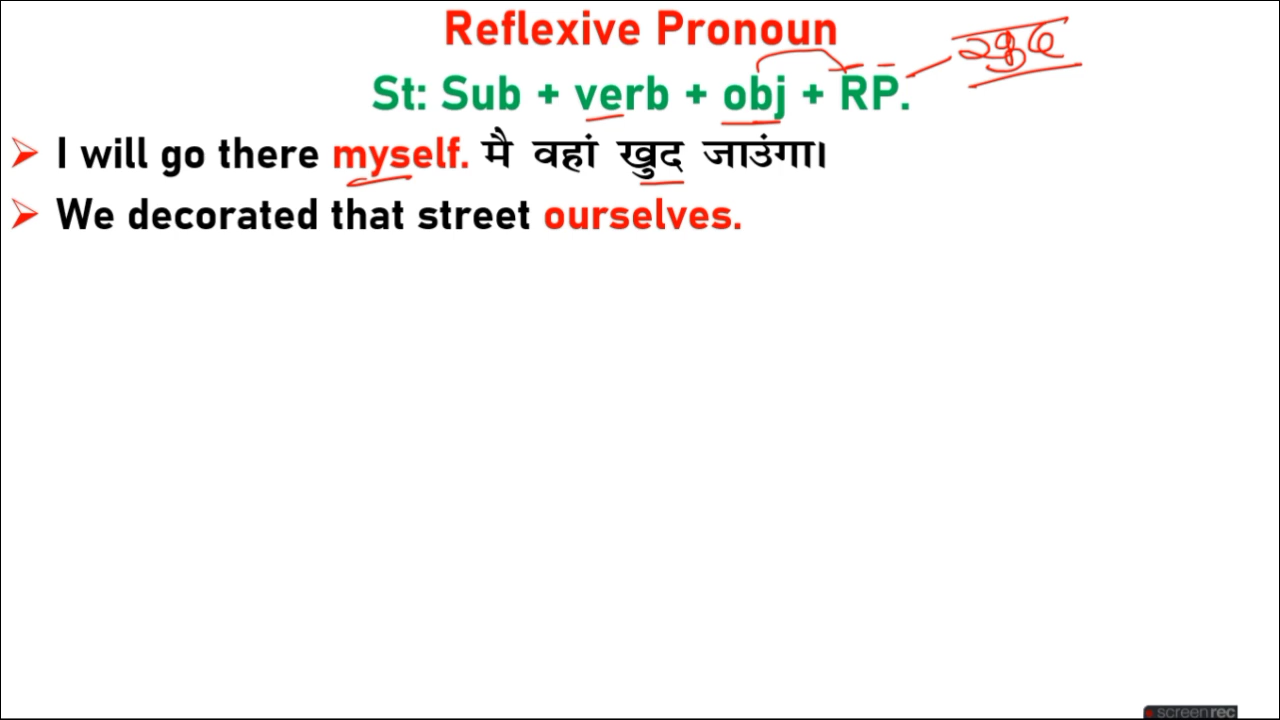 Reflexive Pronoun
खुद
St: Sub + verb + obj + RP.
➤ I will go there myself. मै वहां खुद जाउंगा।
➤ We decorated that street ourselves.
screenrec